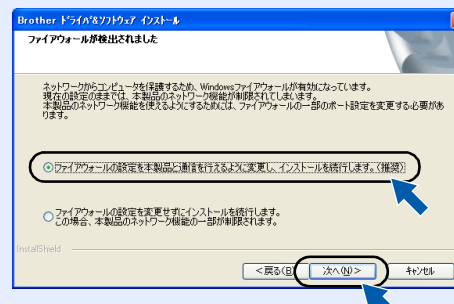 Brother ドライバ&ソフトウェア インストール
ファイアウォールが検出されました
ネットワークからコンピュータを保護するため、Windowsファイアウォールが有効になっています。
現在の設定のままでは、本製品のネットワーク機能が制限されてしまいます。
本製品のネットワーク機能を使えるようにするためには、ファイアウォールの一部のポート設定を変更する必要があ
ります。
ファイアウォールの設定を本製品と通信を行えるように変更し、インストールを続行します。(推奨)
ファイアウォールの設定を変更せずにインストールを続行します。
この場合、本製品のネットワーク機能の一部が制限されます。
InstallShield
<戻る(B) 次へ(N)> キャンセル